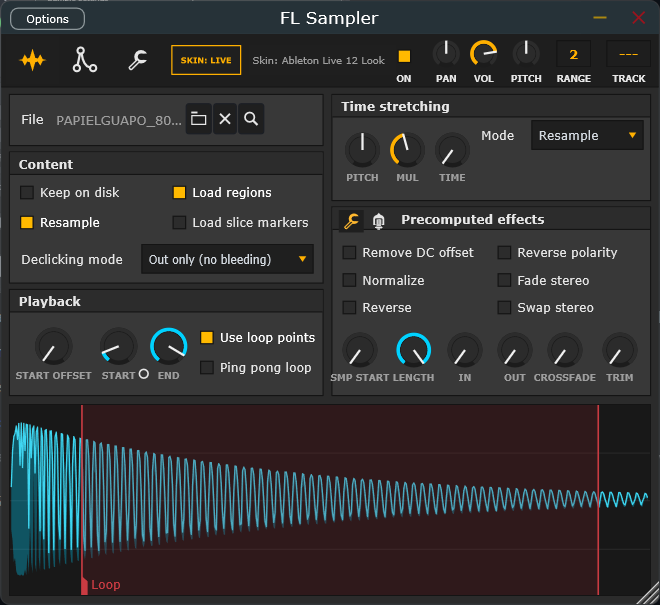 Options
FL Sampler
SKIN: LIVE
Skin: Ableton Live 12 Look
ON
PAN
VOL
PITCH
2
RANGE
---
TRACK
File
PAPIELGUAPO_80...
Content
Keep on disk
Load regions
Resample
Load slice markers
Declicking mode
Out only (no bleeding)
Playback
START OFFSET
START
END
Use loop points
Ping pong loop
Time stretching
PITCH
MUL
TIME
Mode
Resample
Precomputed effects
Remove DC offset
Reverse polarity
Normalize
Fade stereo
Reverse
Swap stereo
SMP START
LENGTH
IN
OUT
CROSSFADE
TRIM
Loop